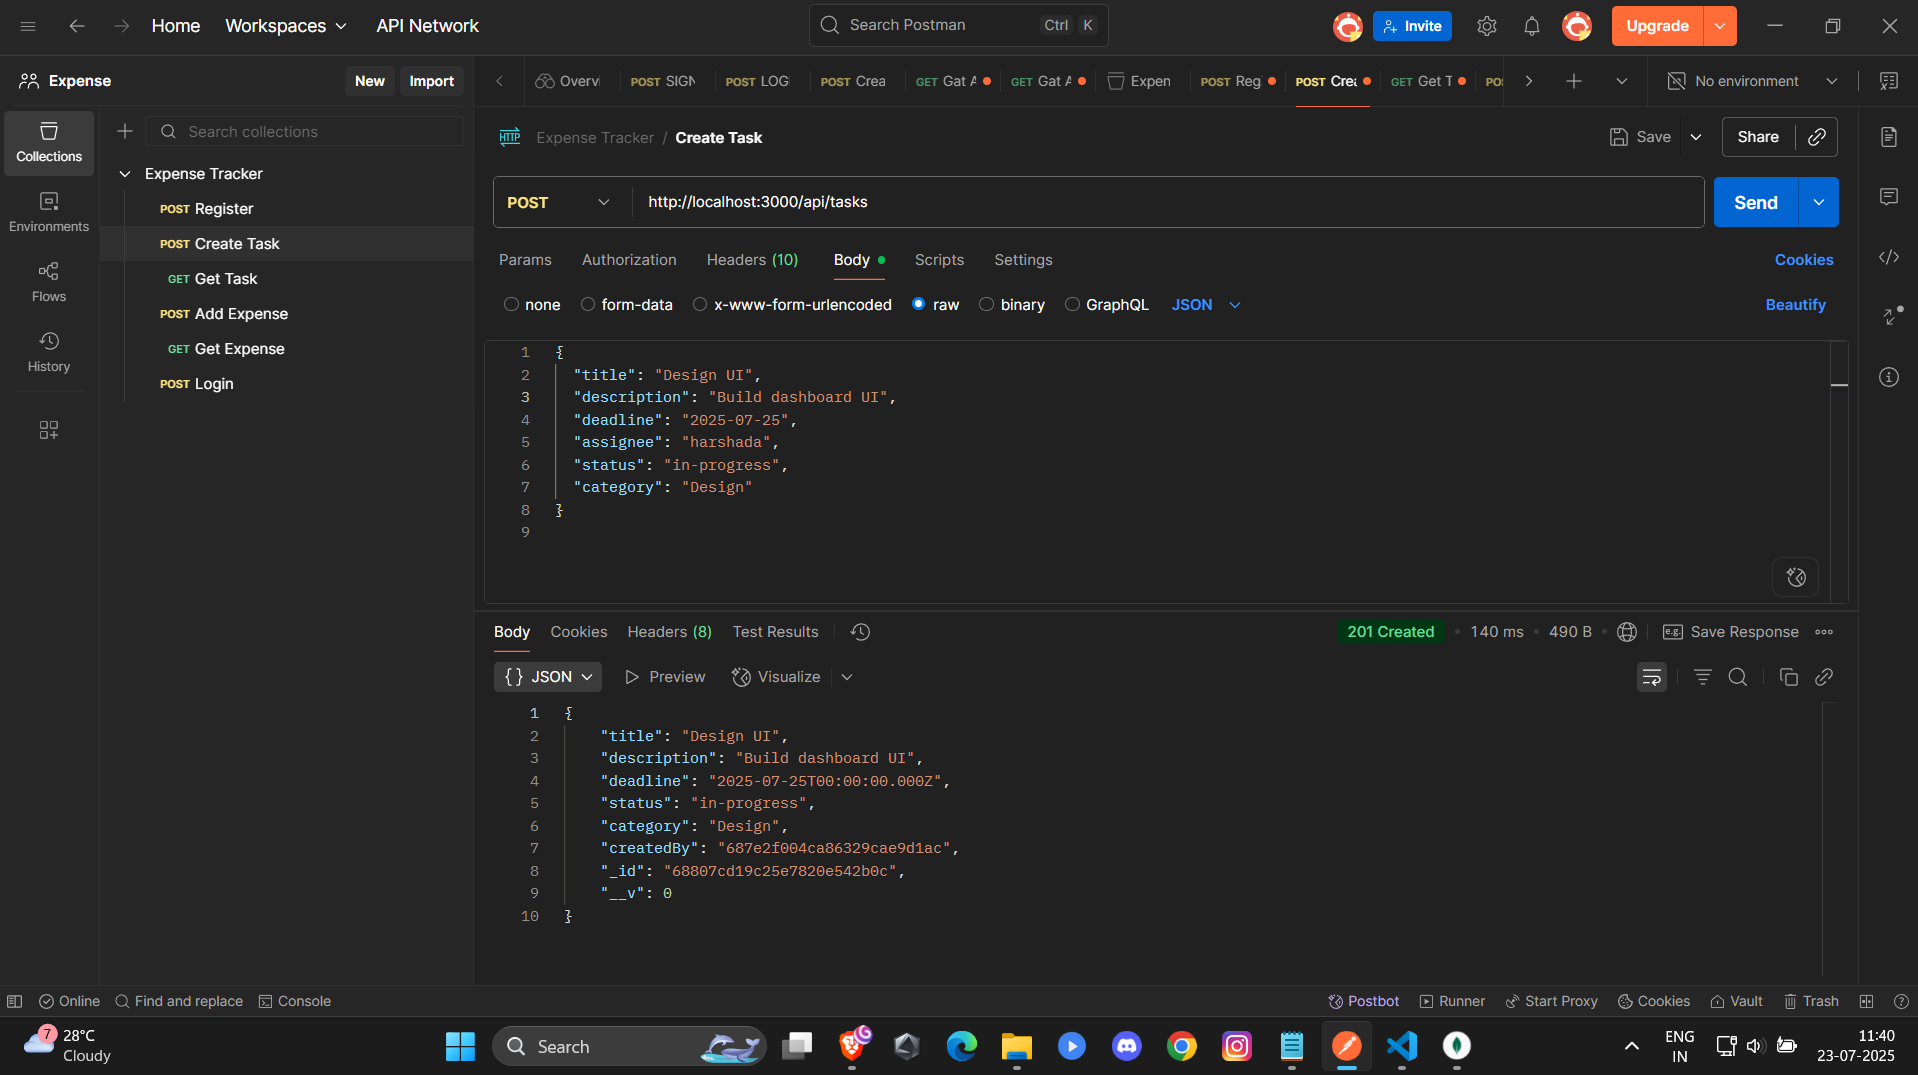 Home
Workspaces
API Network
Search Postman
Ctrl K
Invite
Upgrade
Expense
New
Import
Overvi
POST SIGN
POST LOG
POST Crea
GET Gat A
GET Gat A
Expen
POST Reg
POST Crea
GET Get T
PO
No environment
Collections
Environments
Flows
History
Search collections
Expense Tracker
POST Register
POST Create Task
GET Get Task
POST Add Expense
GET Get Expense
POST Login
HTTP
Expense Tracker / Create Task
Save
Share
POST
http://localhost:3000/api/tasks
Send
Params
Authorization
Headers (10)
Body
Scripts
Settings
Cookies
none
form-data
x-www-form-urlencoded
raw
binary
GraphQL
JSON
Beautify
1 {
2 "title": "Design UI",
3 "description": "Build dashboard UI",
4 "deadline": "2025-07-25",
5 "assignee": "harshada",
6 "status": "in-progress",
7 "category": "Design"
8 }
9
Body
Cookies
Headers (8)
Test Results
201 Created
140 ms
490 B
e.g.
Save Response
{} JSON
Preview
Visualize
1 {
2 "title": "Design UI",
3 "description": "Build dashboard UI",
4 "deadline": "2025-07-25T00:00:00.000Z",
5 "status": "in-progress",
6 "category": "Design",
7 "createdBy": "687e2f004ca86329cae9d1ac",
8 "_id": "68807cd19c25e7820e542b0c",
9 "__v": 0
10 }
Online
Find and replace
Console
Postbot
Runner
Start Proxy
Cookies
Vault
Trash
7
28°C
Cloudy
Search
ENG
IN
11:40
23-07-2025